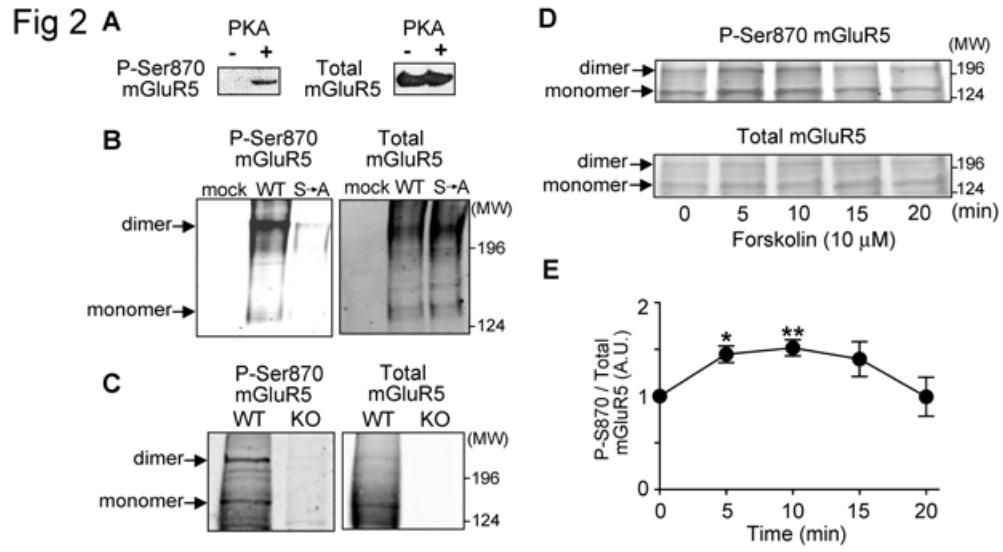 Fig 2
A
PKA
- +
P-Ser870
mGluR5
PKA
- +
Total
mGluR5
B
P-Ser870
mGluR5
Total
mGluR5
mock WT S→A
mock WT S→A
(MW)
dimer
196
monomer
124
C
P-Ser870
mGluR5
Total
mGluR5
WT KO
WT KO
(MW)
dimer
196
monomer
124
D
P-Ser870 mGluR5
(MW)
dimer
196
monomer
124
Total mGluR5
dimer
196
monomer
124
0 5 10 15 20 (min)
Forskolin (10 μM)
E
P-S870 / Total
mGluR5 (A.U.)
2
1
0
* **
0 5 10 15 20
Time (min)